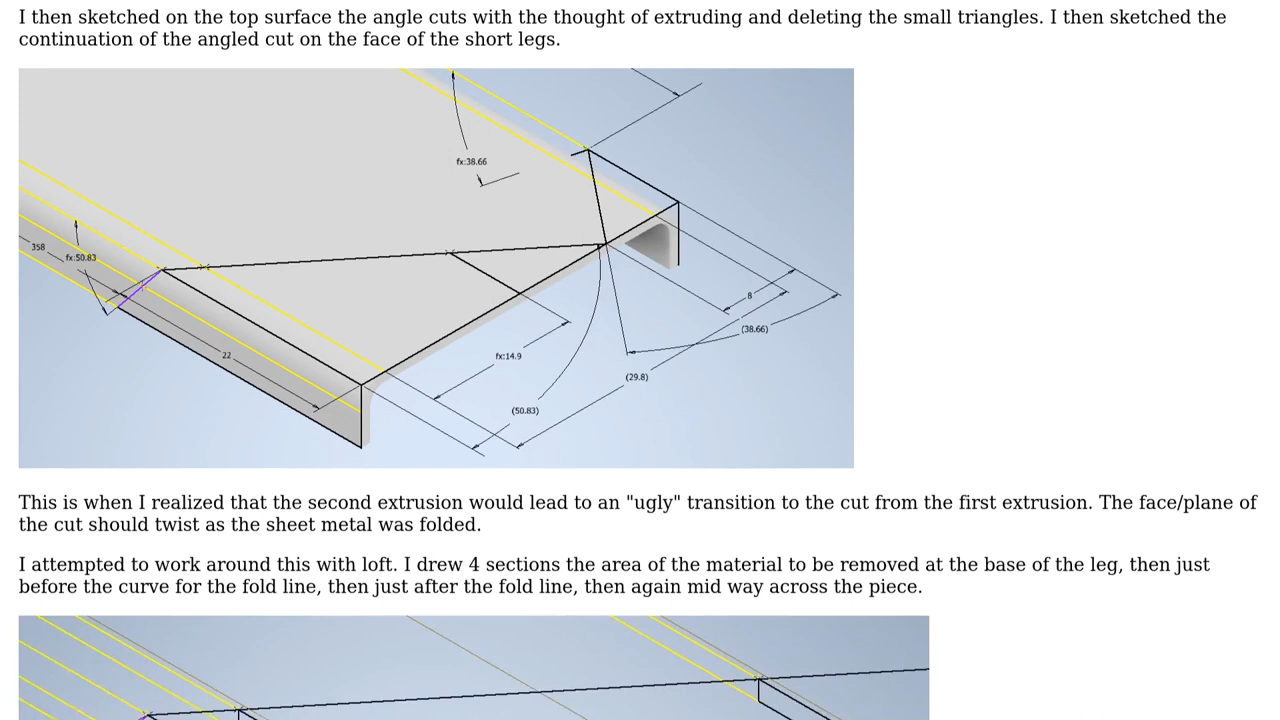 I then sketched on the top surface the angle cuts with the thought of extruding and deleting the small triangles. I then sketched the
continuation of the angled cut on the face of the short legs.
fx:38.66
358
fx:50.83
8
(38.66)
22
fx:14.9
(29.8)
(50.83)
This is when I realized that the second extrusion would lead to an "ugly" transition to the cut from the first extrusion. The face/plane of
the cut should twist as the sheet metal was folded.
I attempted to work around this with loft. I drew 4 sections the area of the material to be removed at the base of the leg, then just
before the curve for the fold line, then just after the fold line, then again mid way across the piece.